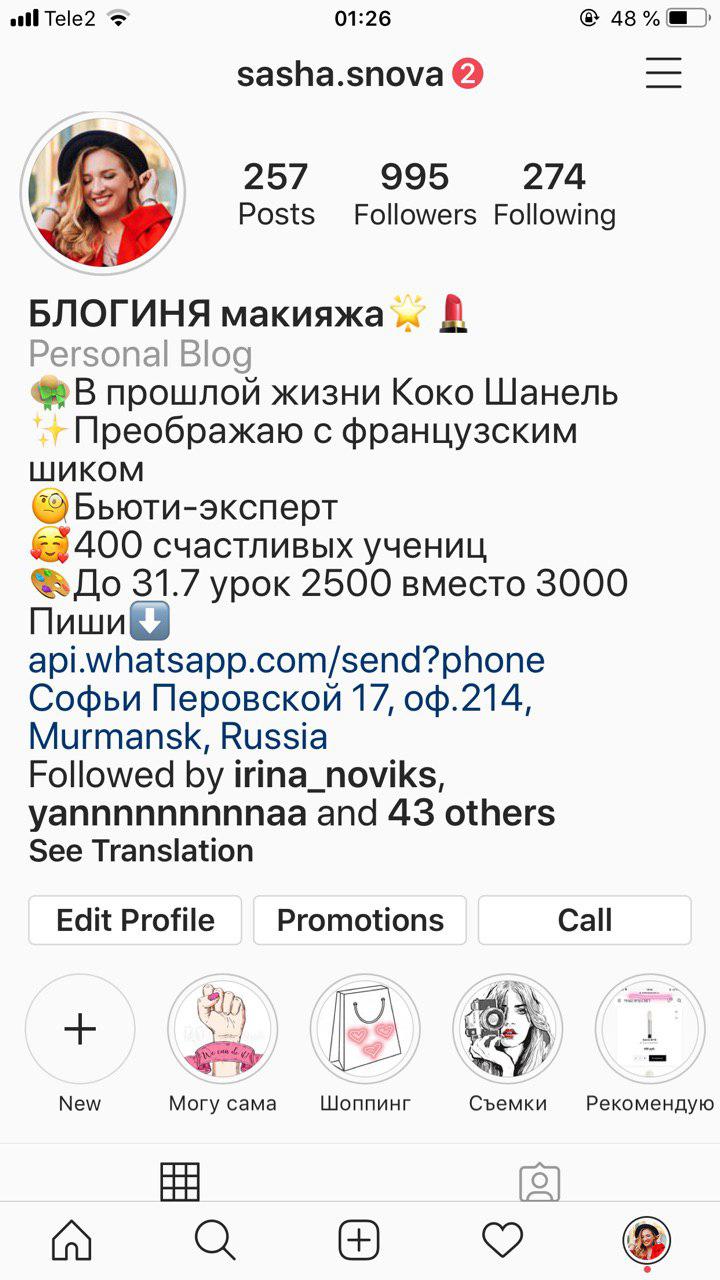 Tele2 01:26 48 %
sasha.snova 2
257 995 274
Posts Followers Following
БЛОГИНЯ макияжа🌟💄
Personal Blog
👒В прошлой жизни Коко Шанель
✨Преображаю с французским
шиком
🧐Бьюти-эксперт
🥰400 счастливых учениц
🎨До 31.7 урок 2500 вместо 3000
Пиши⬇️
api.whatsapp.com/send?phone
Софьи Перовской 17, оф.214,
Murmansk, Russia
Followed by irina_noviks,
yannnnnnnnnnaa and 43 others
See Translation
Edit Profile Promotions Call
We can do it!
New Могу сама Шоппинг Съемки Рекомендую